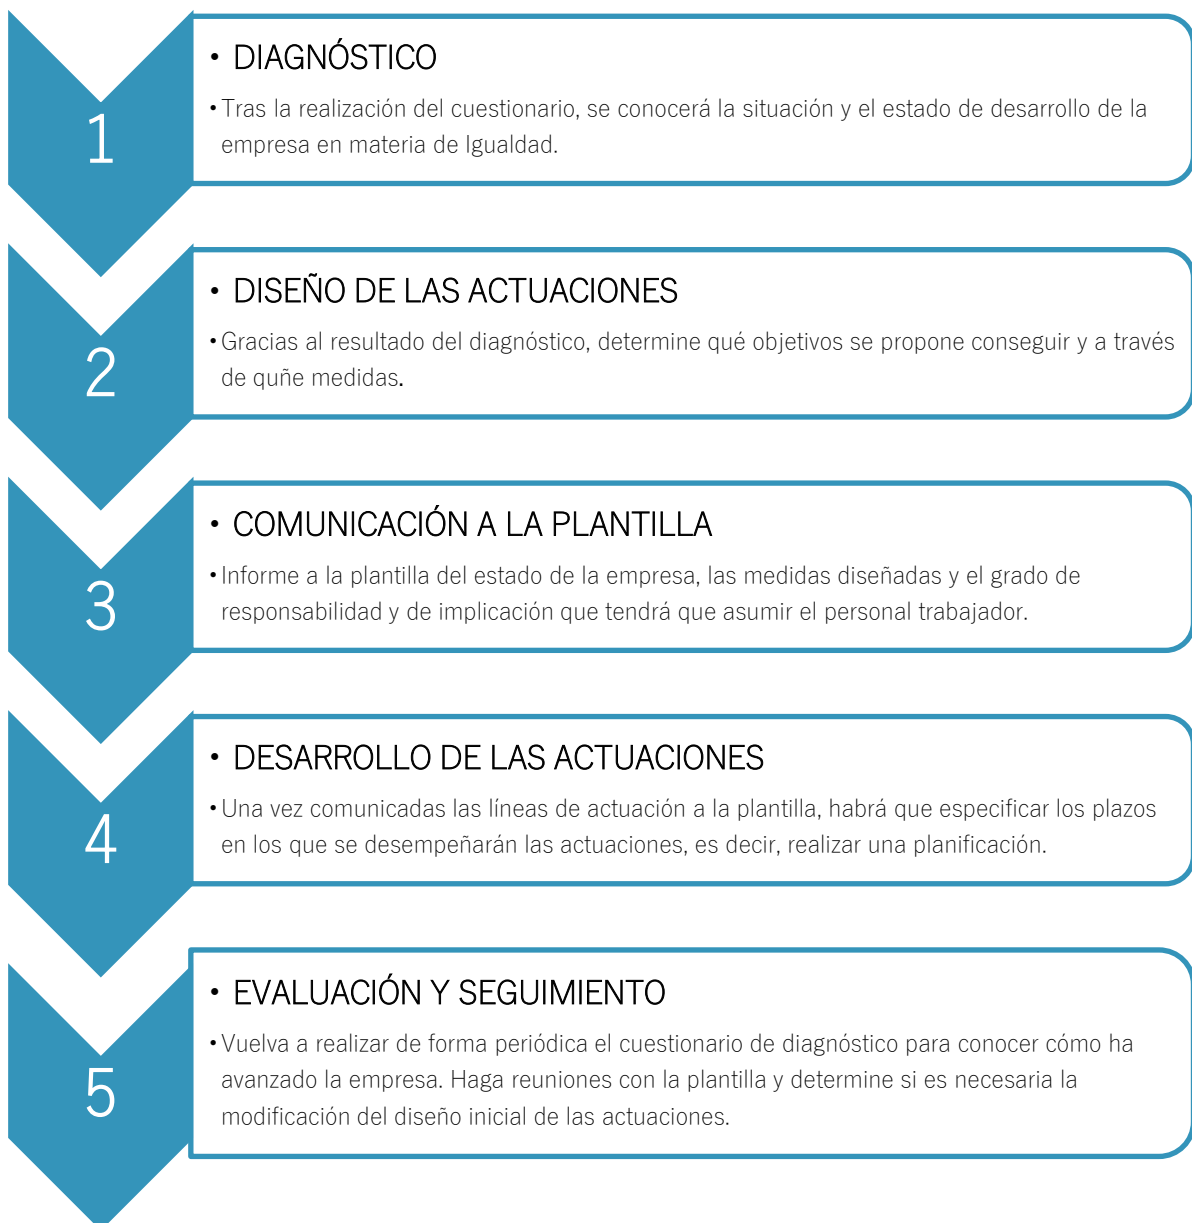 1
• DIAGNÓSTICO
• Tras la realización del cuestionario, se conocerá la situación y el estado de desarrollo de la
empresa en materia de Igualdad.
2
• DISEÑO DE LAS ACTUACIONES
• Gracias al resultado del diagnóstico, determine qué objetivos se propone conseguir y a través
de quñe medidas.
3
• COMUNICACIÓN A LA PLANTILLA
• Informe a la plantilla del estado de la empresa, las medidas diseñadas y el grado de
responsabilidad y de implicación que tendrá que asumir el personal trabajador.
4
• DESARROLLO DE LAS ACTUACIONES
• Una vez comunicadas las líneas de actuación a la plantilla, habrá que especificar los plazos
en los que se desempeñarán las actuaciones, es decir, realizar una planificación.
5
• EVALUACIÓN Y SEGUIMIENTO
• Vuelva a realizar de forma periódica el cuestionario de diagnóstico para conocer cómo ha
avanzado la empresa. Haga reuniones con la plantilla y determine si es necesaria la
modificación del diseño inicial de las actuaciones.